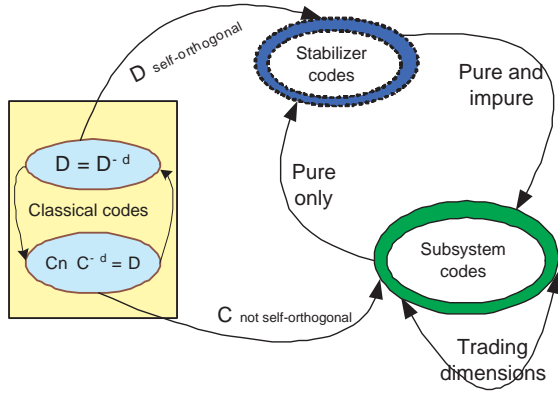 D self-orthogonal
Stabilizer
codes
Pure and
impure
D = D- d
Classical codes
Cn C- d = D
Pure
only
Subsystem
codes
C not self-orthogonal
Trading
dimensions